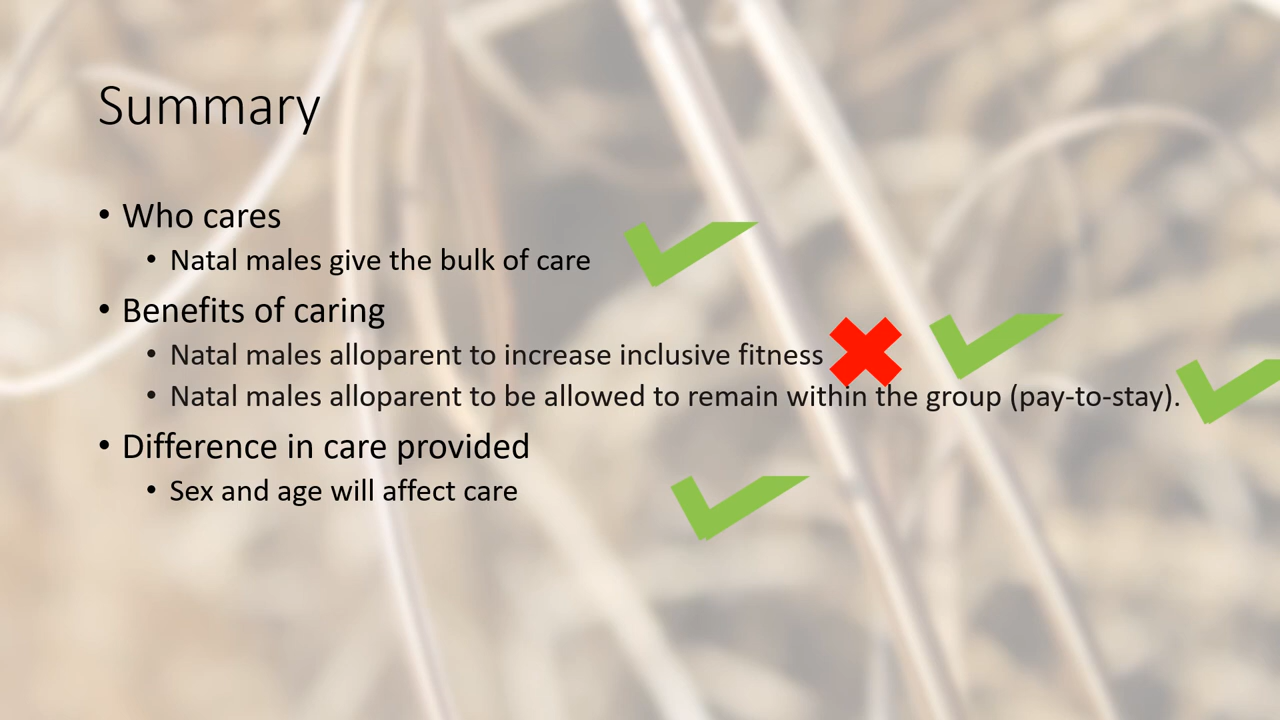 Summary
• Who cares
• Natal males give the bulk of care
• Benefits of caring
• Natal males alloparent to increase inclusive fitness
• Natal males alloparent to be allowed to remain within the group (pay-to-stay).
• Difference in care provided
• Sex and age will affect care